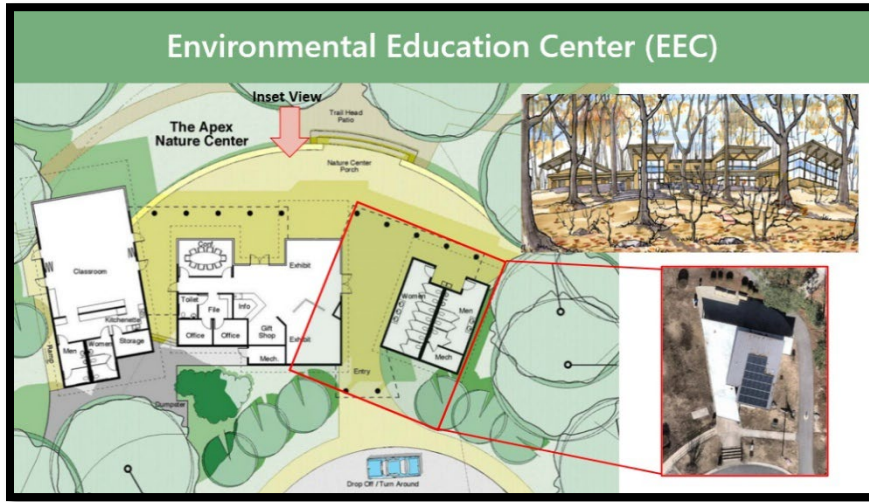 Environmental Education Center (EEC)
Inset View
The Apex
Nature Center
Trail Head
Patio
Nature Center
Porch
Classroom
Conf.
Exhibit
Toilet
File
Info
Office
Office
Gift
Shop
Exhibit
Mech.
Kitchenette
Storage
Women
Men
Ramp
Women
Men
Mech
Entry
Dumpster
Drop Off / Turn Around